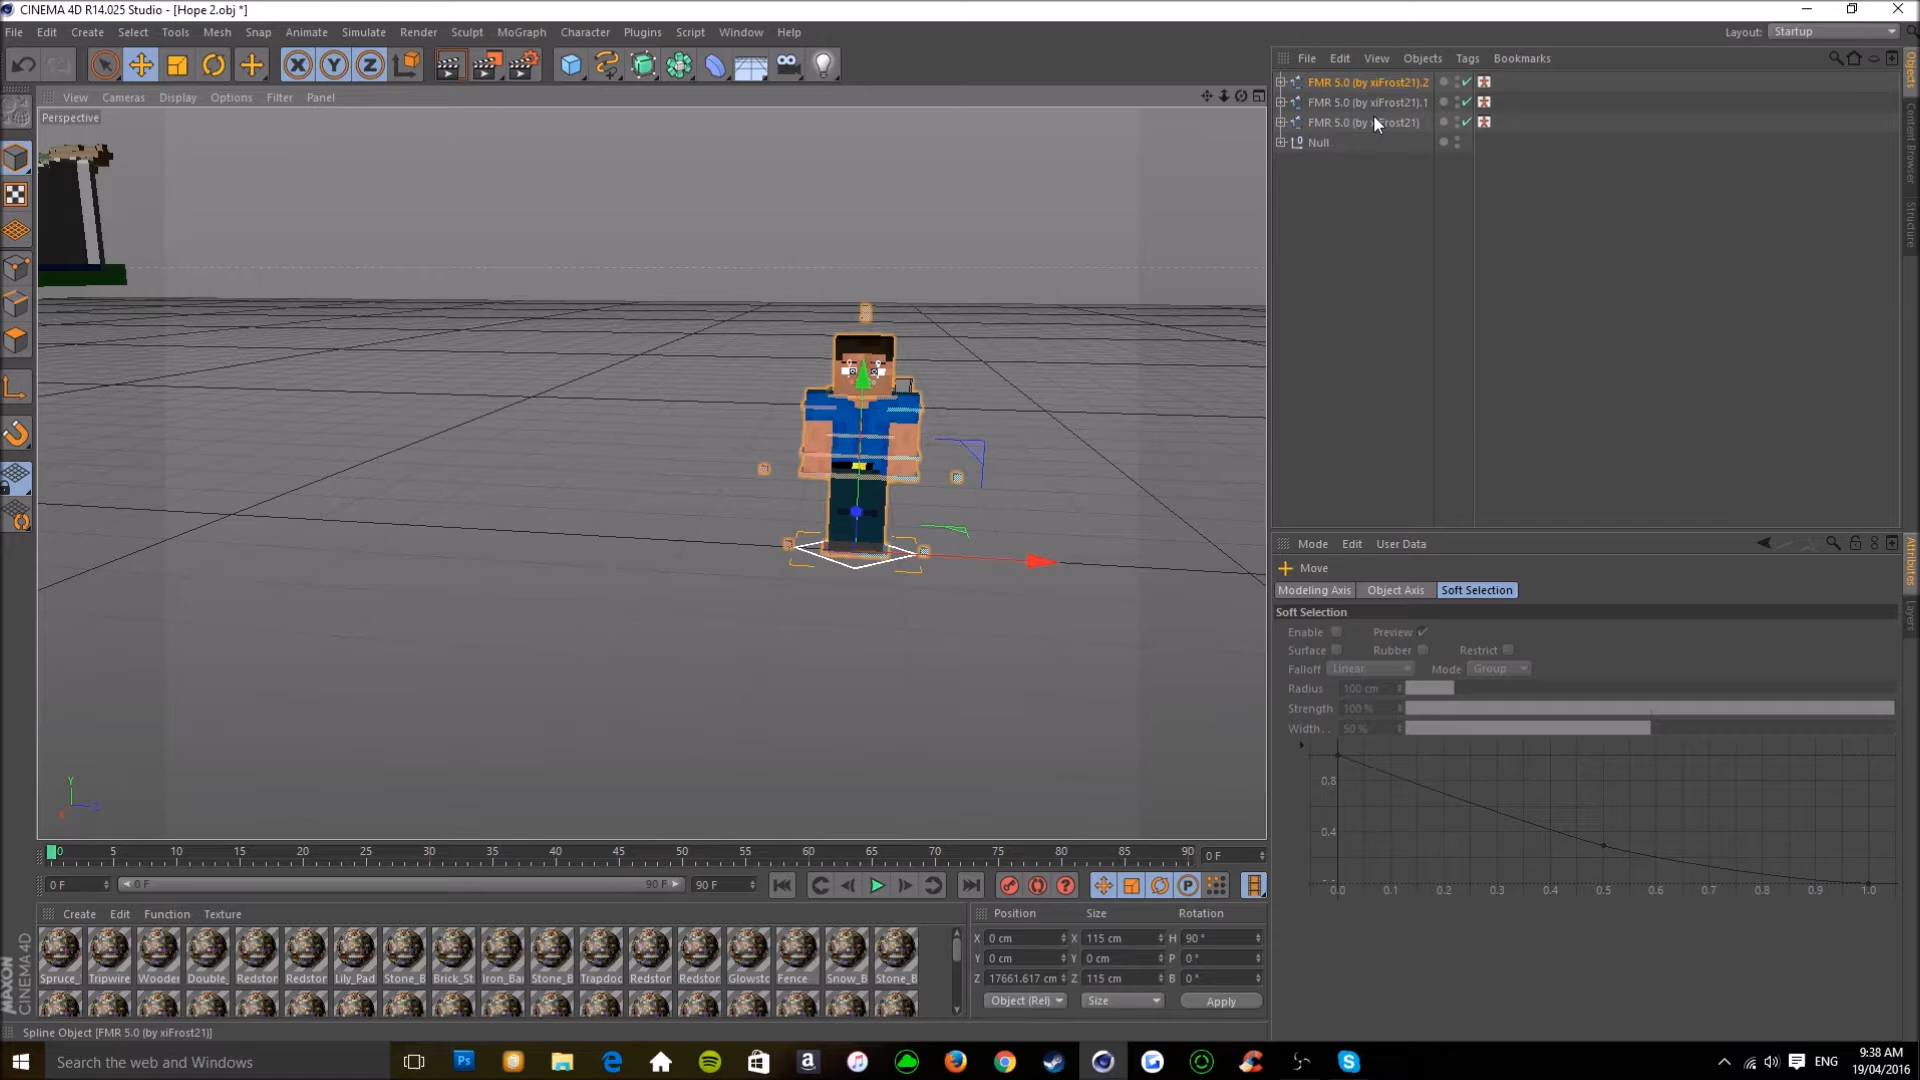 CINEMA 4D R14.025 Studio - [Hope 2.obj *]
File Edit Create Select Tools Mesh Snap Animate Simulate Render Sculpt MoGraph Character Plugins Script Window Help
Layout: Startup
View Cameras Display Options Filter Panel
Perspective
File Edit View Objects Tags Bookmarks
FMR 5.0 (by xiFrost21).2
FMR 5.0 (by xiFrost21).1
FMR 5.0 (by xiFrost21)
Null
Objects
Content Browser
Structure
Mode Edit User Data
Move
Modeling Axis Object Axis Soft Selection
Soft Selection
Enable Preview
Surface Rubber Restrict
Falloff Linear Mode Group
Radius 100 cm
Strength 100 %
Width . . 50 %
0.8
0.4
0.0 0.1 0.2 0.3 0.4 0.5 0.6 0.7 0.8 0.9 1.0
Attributes
Layers
Y
X Z
0 5 10 15 20 25 30 35 40 45 50 55 60 65 70 75 80 85 90 0 F
0 F 0 F 90 F 90 F
Create Edit Function Texture
Spruce_ Tripwire Wooden Double_ Redstor Redstor Lily_Pad Stone_B Brick_St Iron_Ba Stone_B Trapdoc Redstor Redstor Glowstc Fence Snow_B Stone_B
Position Size Rotation
X 0 cm X 115 cm H 90 °
Y 0 cm Y 0 cm P 0 °
Z 17661.617 cm Z 115 cm B 0 °
Object (Rel) Size Apply
MAXON
CINEMA 4D
Spline Object [FMR 5.0 (by xiFrost21)]
Search the web and Windows
Ps
ENG
9:38 AM
19/04/2016